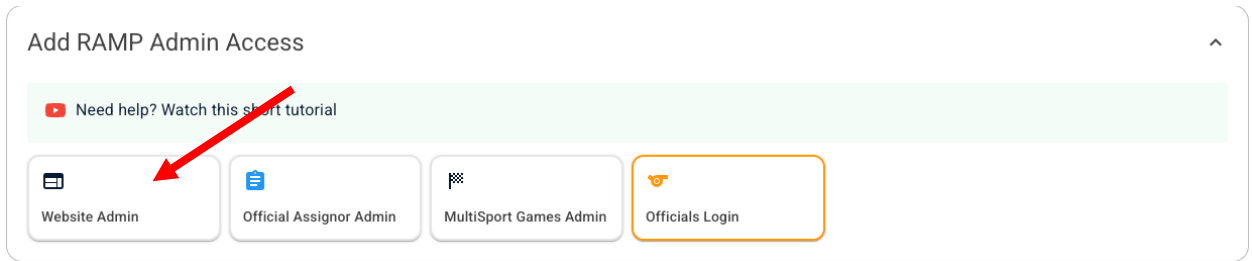 Add RAMP Admin Access
Need help? Watch this short tutorial
Website Admin
Official Assignor Admin
MultiSport Games Admin
Officials Login